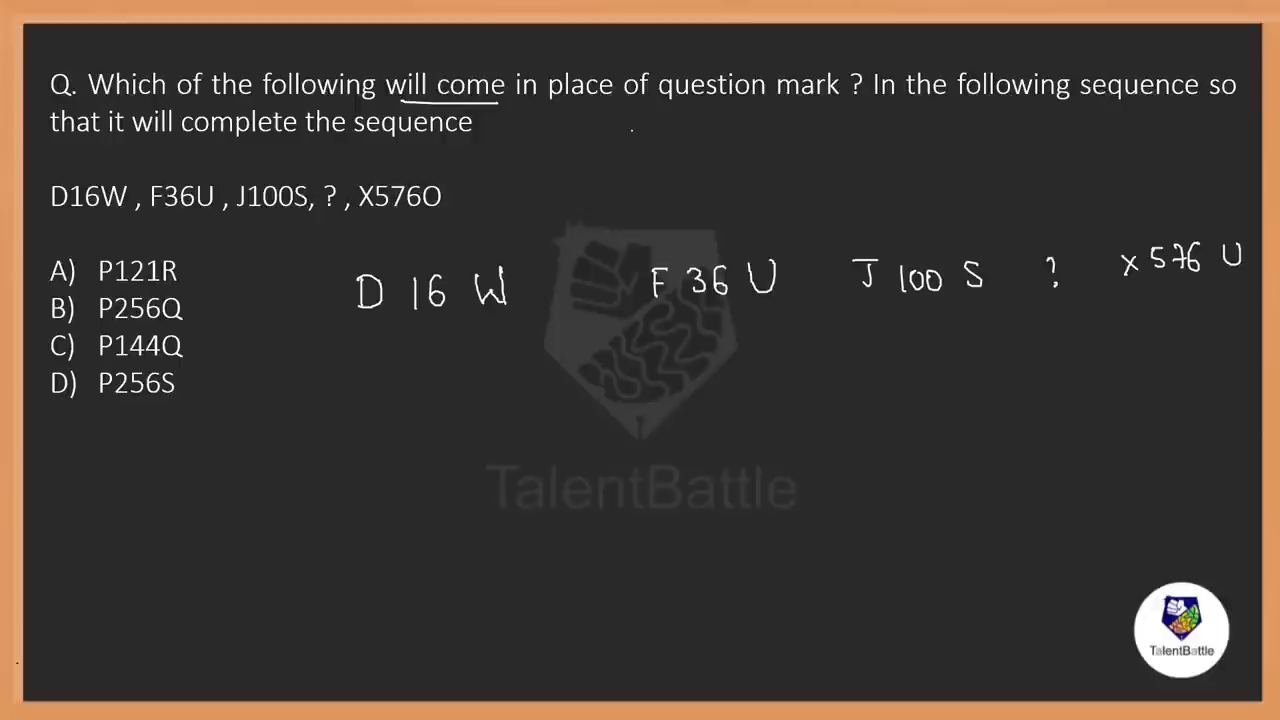 Q. Which of the following will come in place of question mark ? In the following sequence so
that it will complete the sequence
D16W , F36U , J100S, ? , X576O
A) P121R
B) P256Q
C) P144Q
D) P256S
D 16 W F 36 U J 100 S ? X 576 U
TalentBattle
TalentBattle